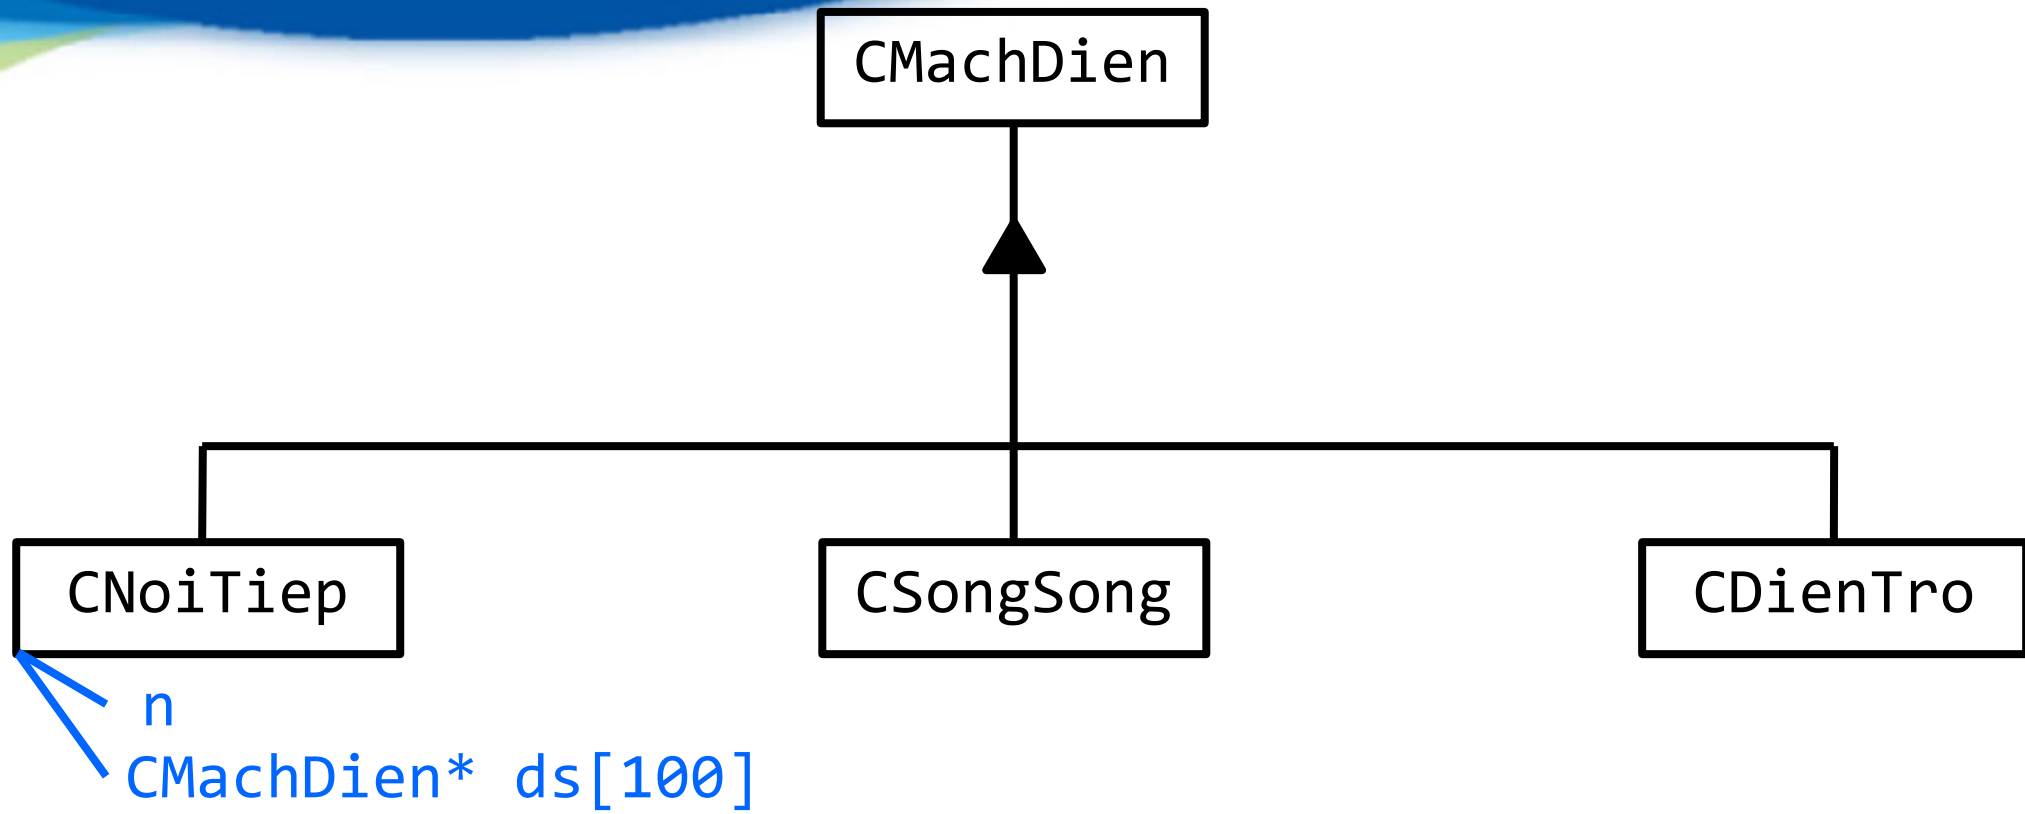 CMachDien
CNoiTiep
CSongSong
CDienTro
n
CMachDien* ds[100]